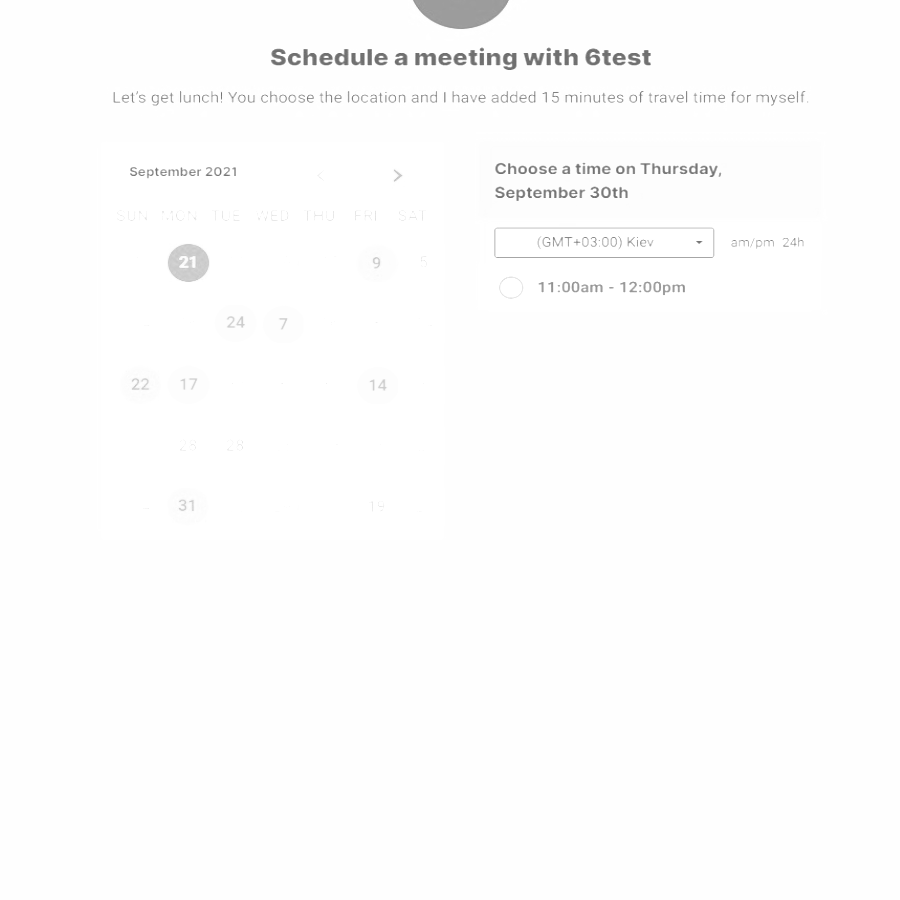 Schedule a meeting with 6test
Let's get lunch! You choose the location and I have added 15 minutes of travel time for myself.
September 2021
SUN MON TUE WED THU FRI SAT
21 9 5
24 7
22 17 14
28 28
31 19
Choose a time on Thursday,
September 30th
(GMT+03:00) Kiev am/pm 24h
11:00am - 12:00pm